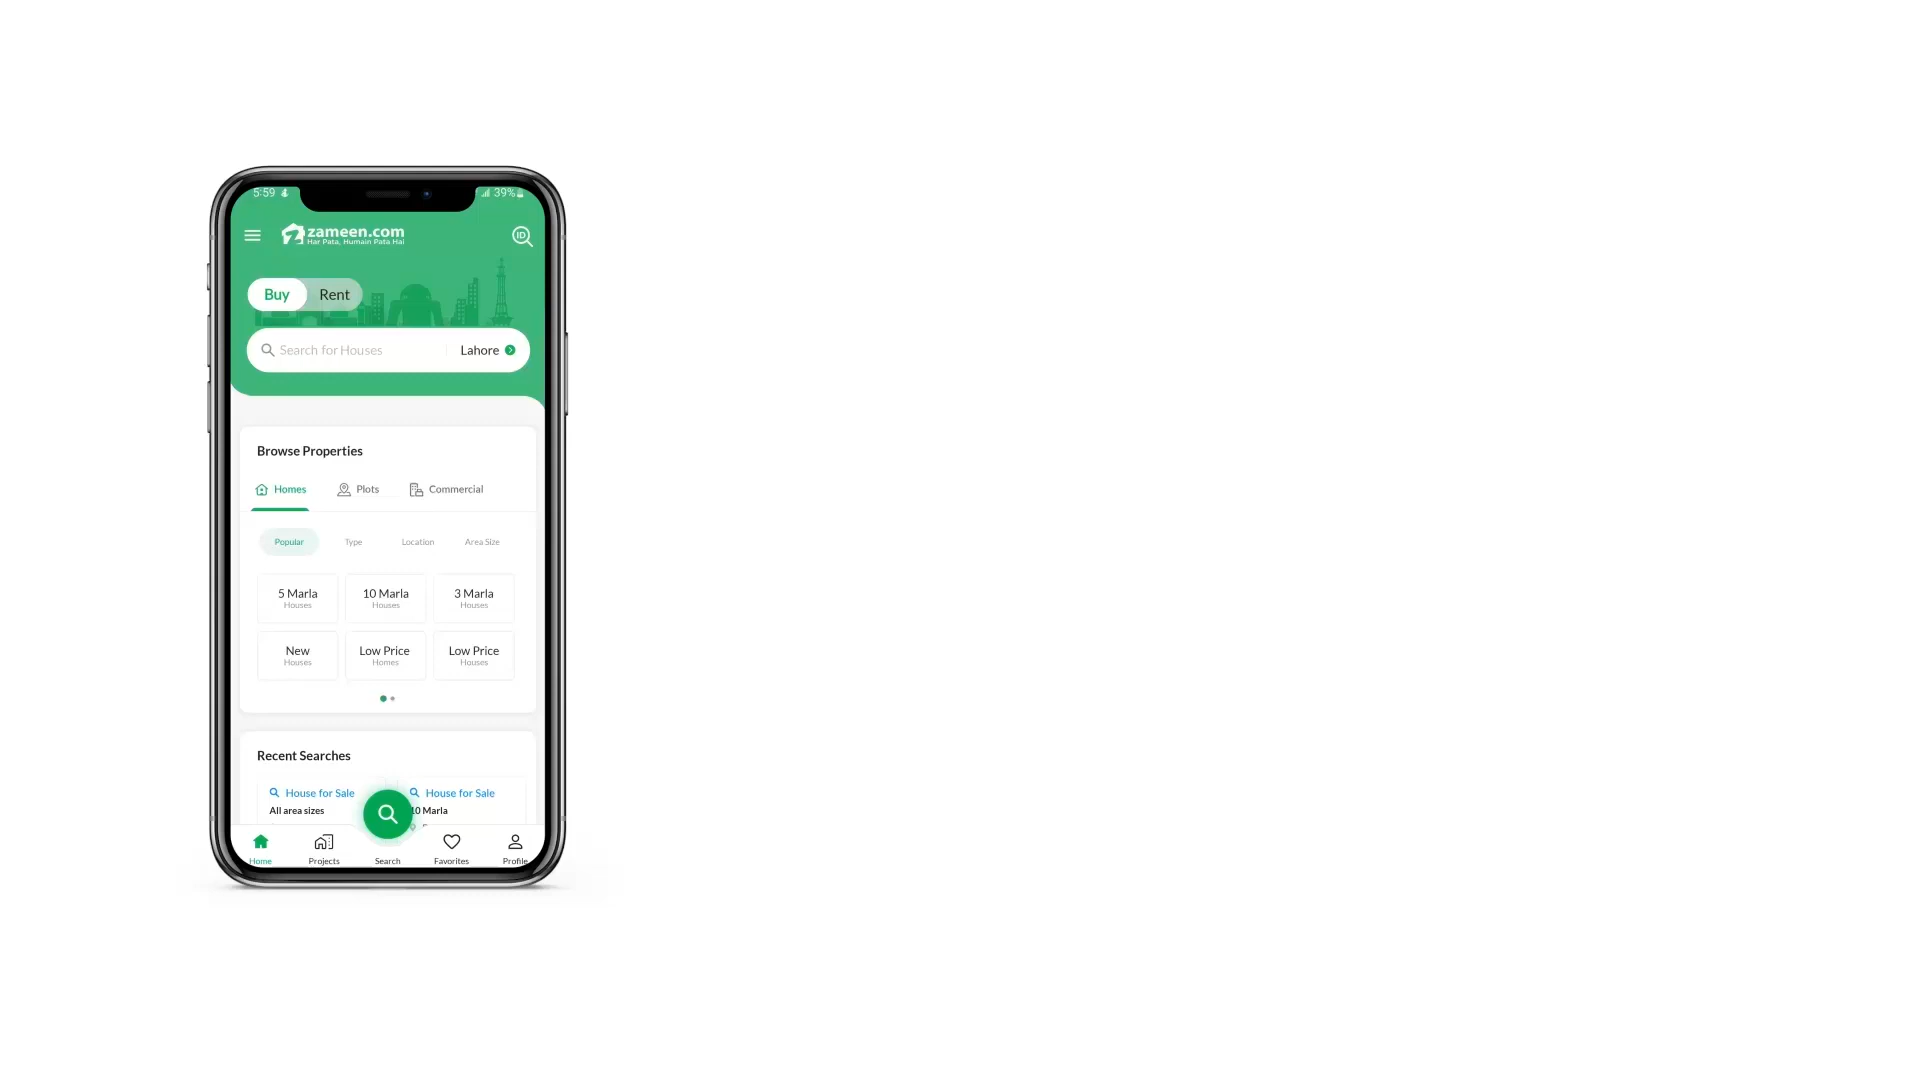 5:59
39%
zameen.com
Har Pata, Humain Pata Hai
ID
Buy
Rent
Search for Houses
Lahore
Browse Properties
Homes
Plots
Commercial
Popular
Type
Location
Area Size
5 Marla
Houses
10 Marla
Houses
3 Marla
Houses
New
Houses
Low Price
Homes
Low Price
Houses
Recent Searches
House for Sale
All area sizes
House for Sale
10 Marla
Home
Projects
Search
Favorites
Profile